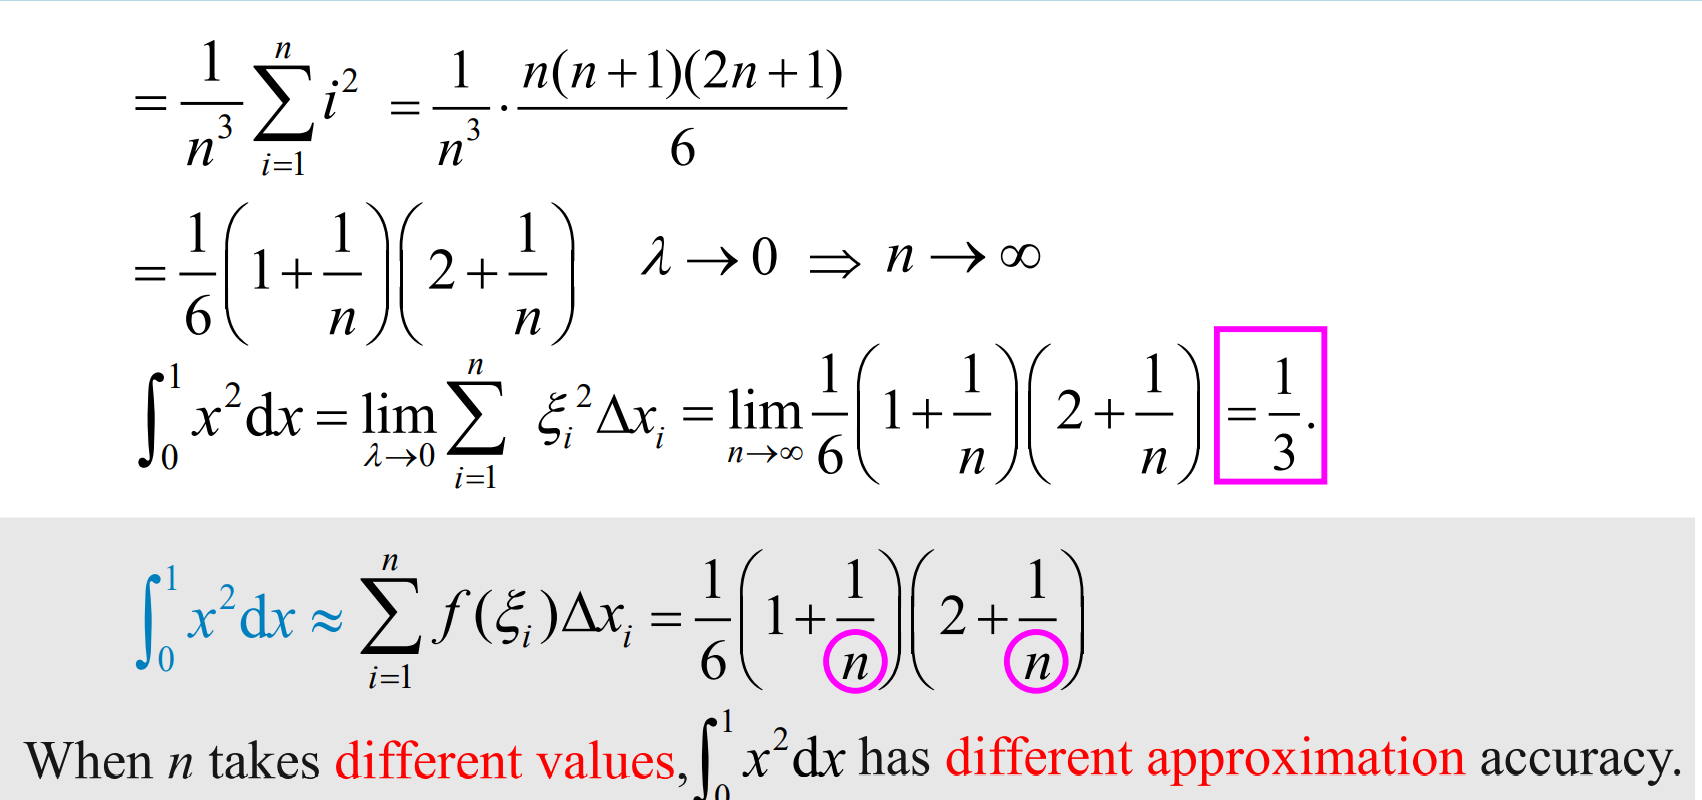 = \frac{1}{n^3} \sum_{i=1}^{n} i^2 = \frac{1}{n^3} \cdot \frac{n(n+1)(2n+1)}{6}
= \frac{1}{6} \left(1+\frac{1}{n}\right) \left(2+\frac{1}{n}\right) \lambda \to 0 \Rightarrow n \to \infty
\int_0^1 x^2 dx = \lim_{\lambda \to 0} \sum_{i=1}^{n} \xi_i^2 \Delta x_i = \lim_{n \to \infty} \frac{1}{6} \left(1+\frac{1}{n}\right) \left(2+\frac{1}{n}\right) = \frac{1}{3}.
\int_0^1 x^2 dx \approx \sum_{i=1}^{n} f(\xi_i) \Delta x_i = \frac{1}{6} \left(1+\frac{1}{n}\right) \left(2+\frac{1}{n}\right)
When n takes different values, \int_0^1 x^2 dx has different approximation accuracy.